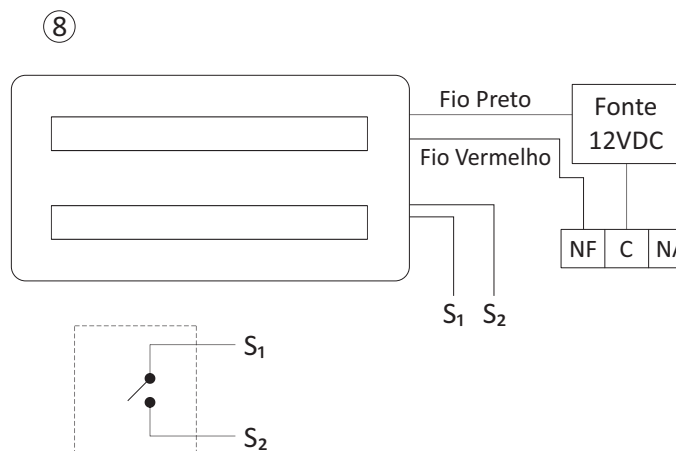 8
Fio Preto
Fonte
12VDC
Fio Vermelho
NF C
S₁ S₂
S₁
S₂